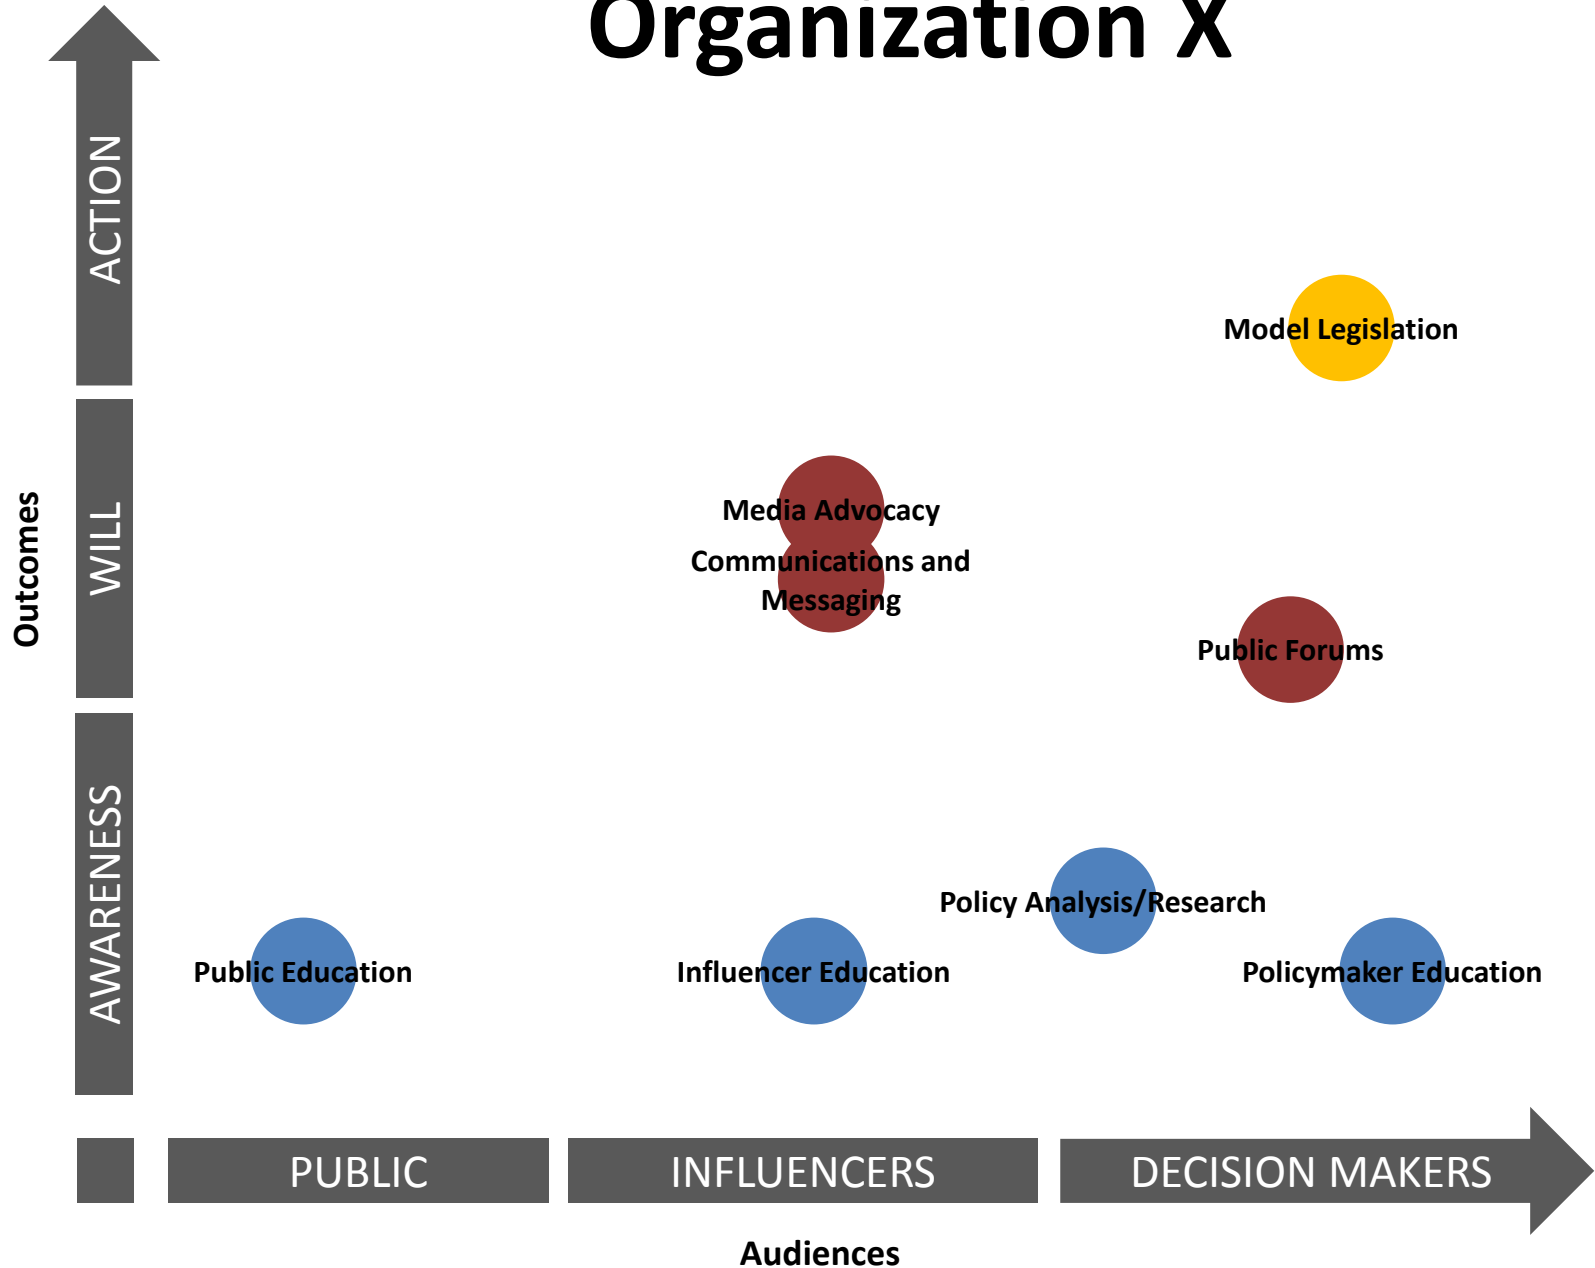 Organization X
ACTION
Model Legislation
Outcomes
WILL
Media Advocacy
Communications and
Messaging
Public Forums
AWARENESS
Policy Analysis/Research
Public Education
Influencer Education
Policymaker Education
PUBLIC
INFLUENCERS
DECISION MAKERS
Audiences